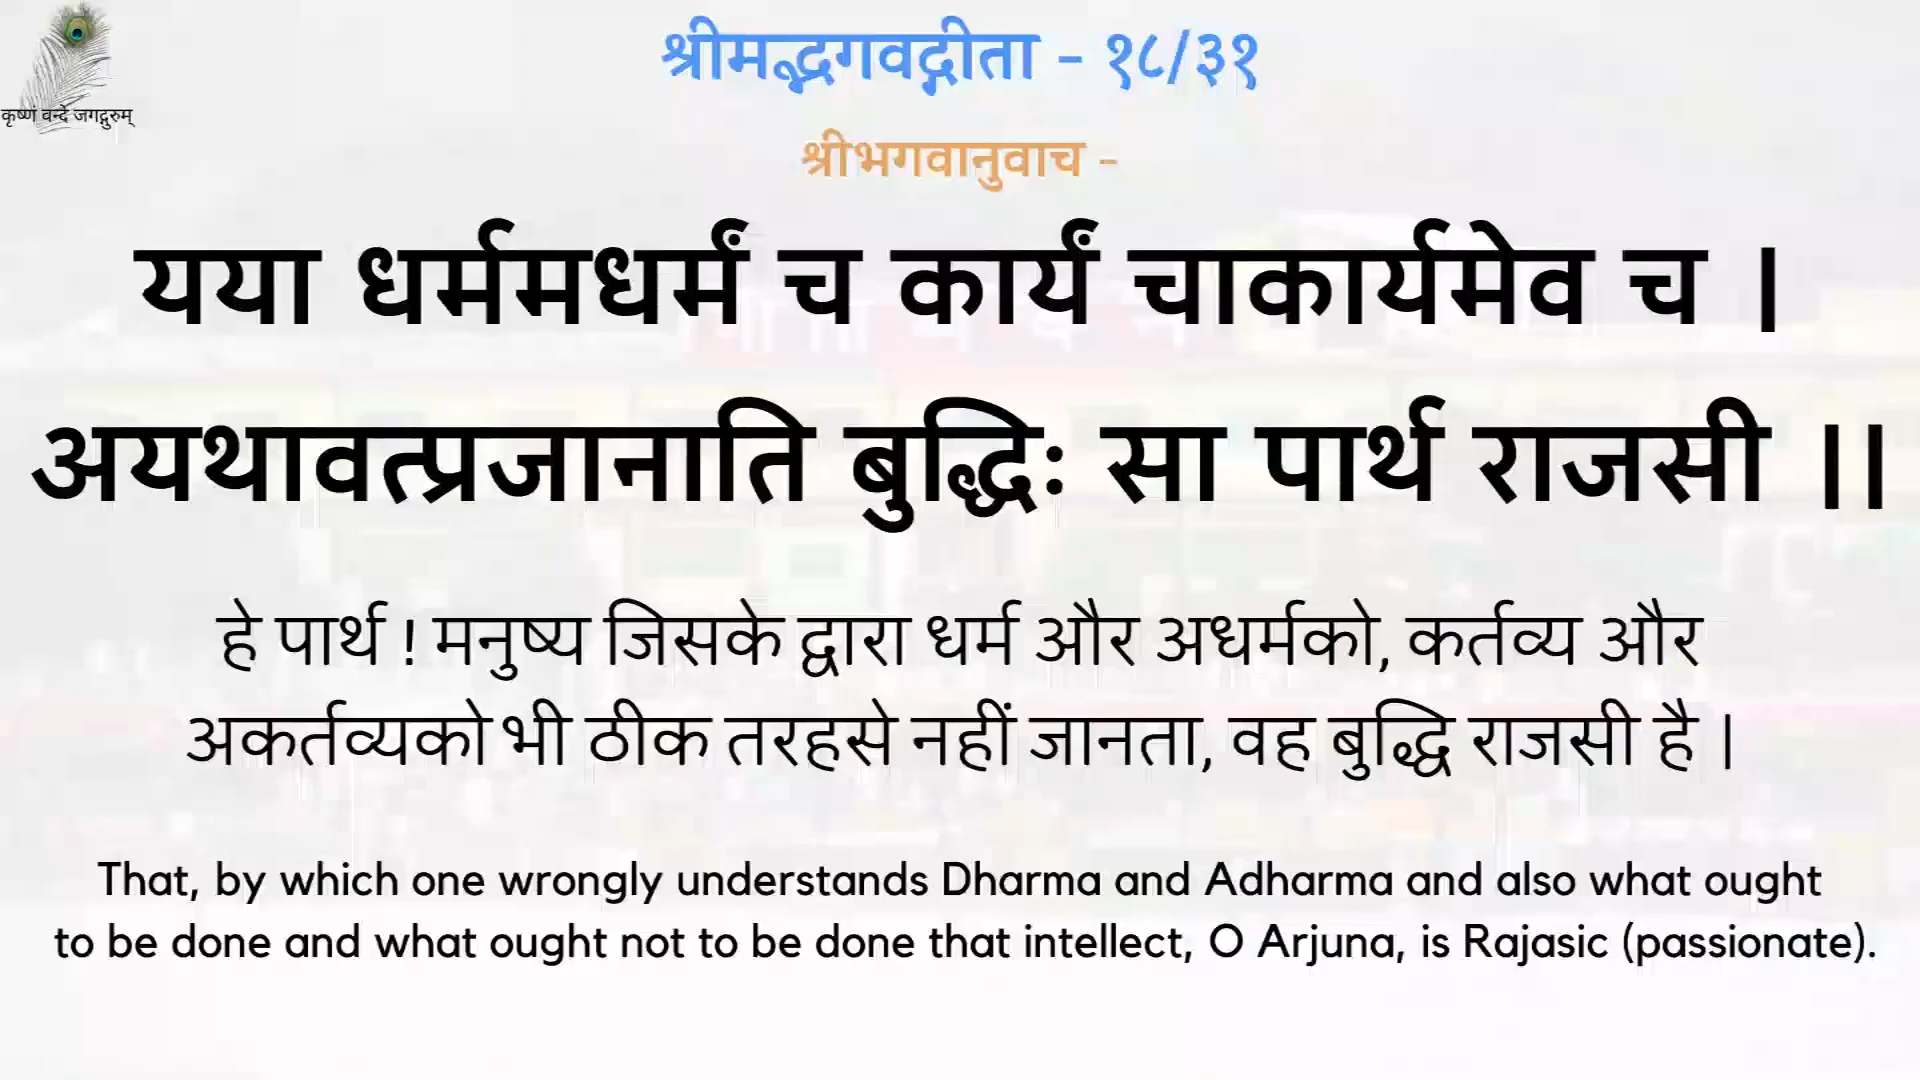 श्रीमद्भगवद्गीता - १८/३१
कृष्णं वन्दे जगद्गुरुम्
श्रीभगवानुवाच -
यया धर्ममधर्मं च कार्यं चाकार्यमेव च ।
अयथावत्प्रजानाति बुद्धिः सा पार्थ राजसी ।।
हे पार्थ ! मनुष्य जिसके द्वारा धर्म और अधर्मको, कर्तव्य और
अकर्तव्यको भी ठीक तरहसे नहीं जानता, वह बुद्धि राजसी है ।
That, by which one wrongly understands Dharma and Adharma and also what ought
to be done and what ought not to be done that intellect, O Arjuna, is Rajasic (passionate).